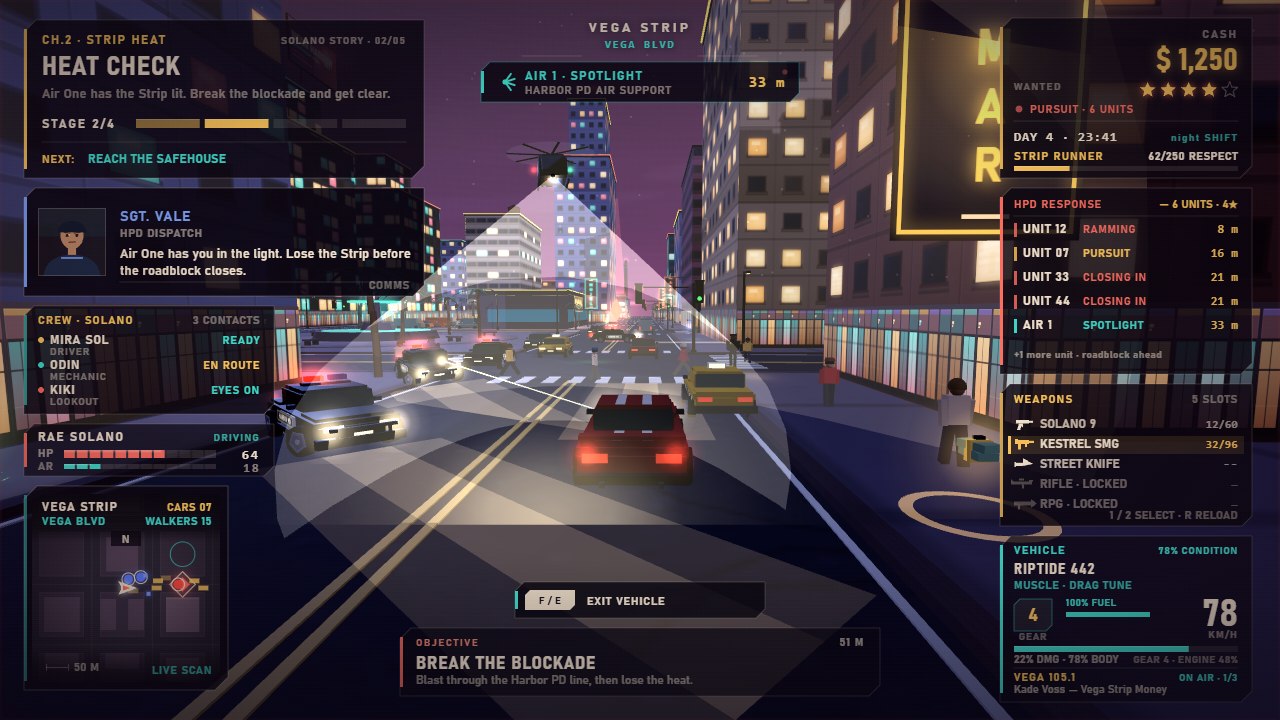 CH.2 · STRIP HEAT
SOLANO STORY · 02/05
HEAT CHECK
Air One has the Strip lit. Break the blockade and get clear.
STAGE 2/4
NEXT: REACH THE SAFEHOUSE
SGT. VALE
HPD DISPATCH
Air One has you in the light. Lose the Strip before
the roadblock closes.
COMMS
CREW · SOLANO
3 CONTACTS
MIRA SOL
READY
DRIVER
ODIN
EN ROUTE
MECHANIC
KIKI
EYES ON
LOOKOUT
RAE SOLANO
DRIVING
HP
64
AR
18
VEGA STRIP
CARS 07
VEGA BLVD
WALKERS 15
N
50 M
LIVE SCAN
VEGA STRIP
VEGA BLVD
AIR 1 · SPOTLIGHT
HARBOR PD AIR SUPPORT
33 m
F / E
EXIT VEHICLE
OBJECTIVE
51 M
BREAK THE BLOCKADE
Blast through the Harbor PD line, then lose the heat.
M
A
R
CASH
$ 1,250
WANTED
PURSUIT · 6 UNITS
DAY 4 · 23:41
night SHIFT
STRIP RUNNER
62/250 RESPECT
HPD RESPONSE
— 6 UNITS · 4★
UNIT 12 RAMMING 8 m
UNIT 07 PURSUIT 16 m
UNIT 33 CLOSING IN 21 m
UNIT 44 CLOSING IN 21 m
AIR 1 SPOTLIGHT 33 m
+1 more unit · roadblock ahead
WEAPONS
5 SLOTS
SOLANO 9 12/60
KESTREL SMG 32/96
STREET KNIFE --
RIFLE · LOCKED —
RPG · LOCKED —
1 / 2 SELECT · R RELOAD
VEHICLE
78% CONDITION
RIPTIDE 442
MUSCLE · DRAG TUNE
4
GEAR
100% FUEL
78
KM/H
22% DMG · 78% BODY
GEAR 4 · ENGINE 48%
VEGA 105.1
ON AIR · 1/3
Kade Voss — Vega Strip Money